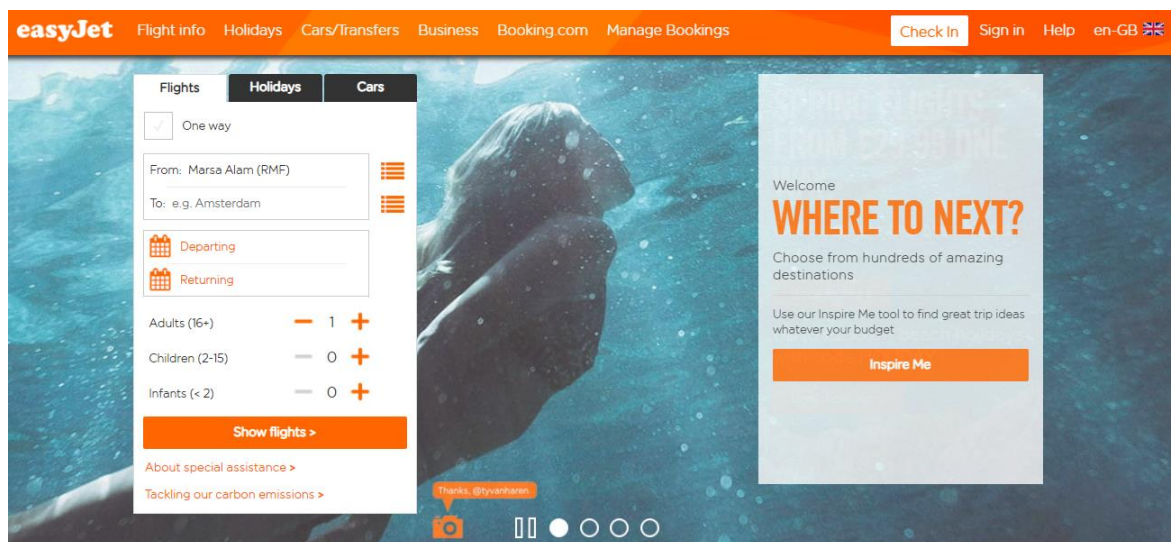 easyJet Flight info Holidays Cars/Transfers Business Booking.com Manage Bookings Check In Sign in Help en-GB
Flights Holidays Cars
One way
From: Marsa Alam (RMF)
To: e.g. Amsterdam
Departing
Returning
Adults (16+) 1
Children (2-15) 0
Infants (< 2) 0
Show flights >
About special assistance >
Tackling our carbon emissions >
Thanks, @tyvanharen
Welcome
WHERE TO NEXT?
Choose from hundreds of amazing
destinations
Use our Inspire Me tool to find great trip ideas
whatever your budget
Inspire Me